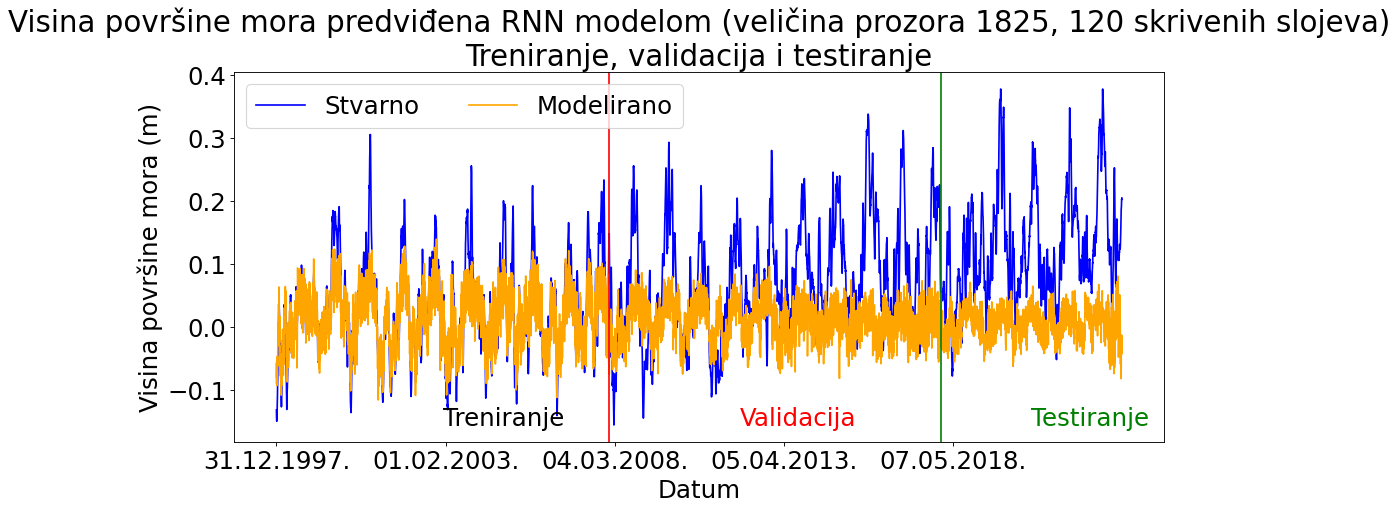 Visina površine mora predviđena RNN modelom (veličina prozora 1825, 120 skrivenih slojeva)
Treniranje, validacija i testiranje
Stvarno
Modelirano
Visina površine mora (m)
0.4
0.3
0.2
0.1
0.0
−0.1
Treniranje
Validacija
Testiranje
31.12.1997.
01.02.2003.
04.03.2008.
05.04.2013.
07.05.2018.
Datum